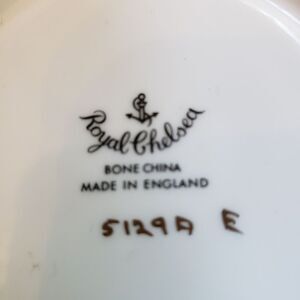 Royal Chelsea
BONE CHINA
MADE IN ENGLAND
5129A E